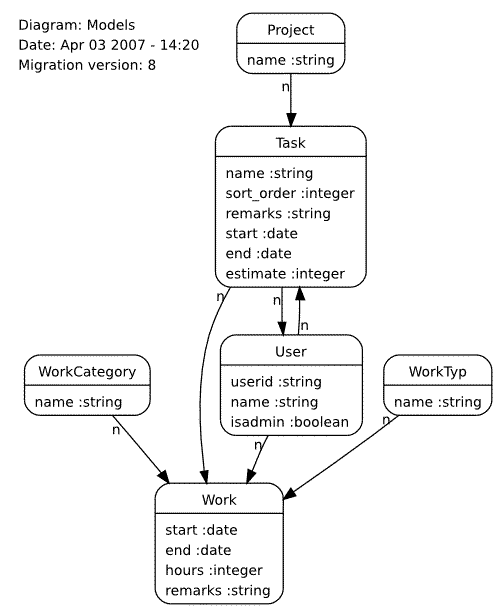 Diagram: Models
Date: Apr 03 2007 - 14:20
Migration version: 8
Project
name :string
n
Task
name :string
sort_order :integer
remarks :string
start :date
end :date
estimate :integer
n
n
n
User
userid :string
name :string
isadmin :boolean
WorkCategory
name :string
WorkTyp
name :string
n
n
n
Work
start :date
end :date
hours :integer
remarks :string